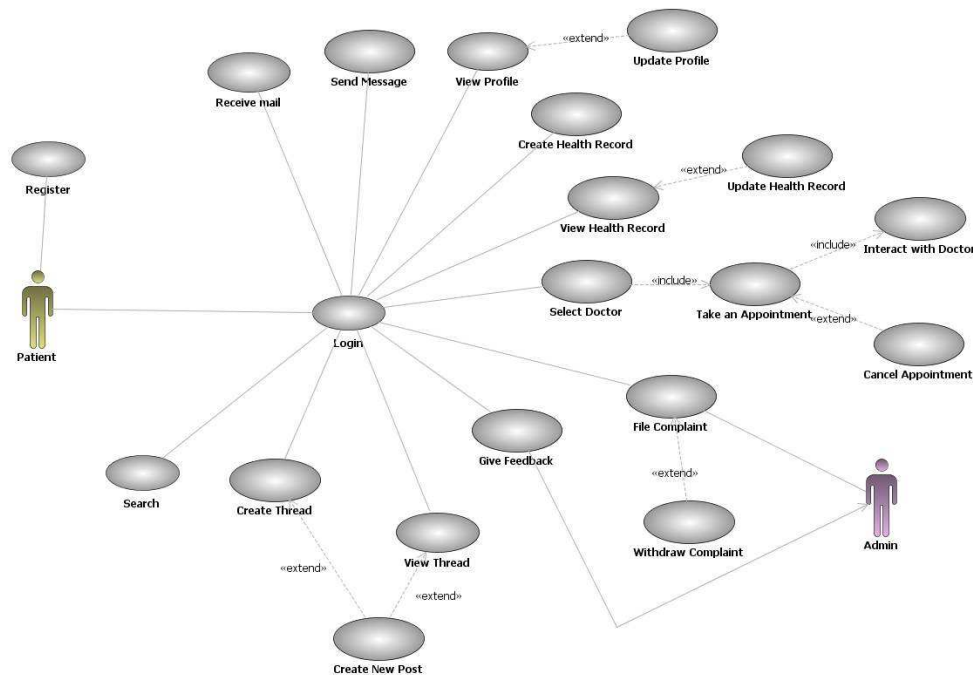 «extend»
Send Message
View Profile
Update Profile
Receive mail
Create Health Record
Register
«extend»
Update Health Record
View Health Record
«include»
Interact with Doctor
«include»
Select Doctor
Take an Appointment
«extend»
Patient
Login
Cancel Appointment
File Complaint
Give Feedback
«extend»
Search
Create Thread
Admin
Withdraw Complaint
View Thread
«extend»
«extend»
Create New Post